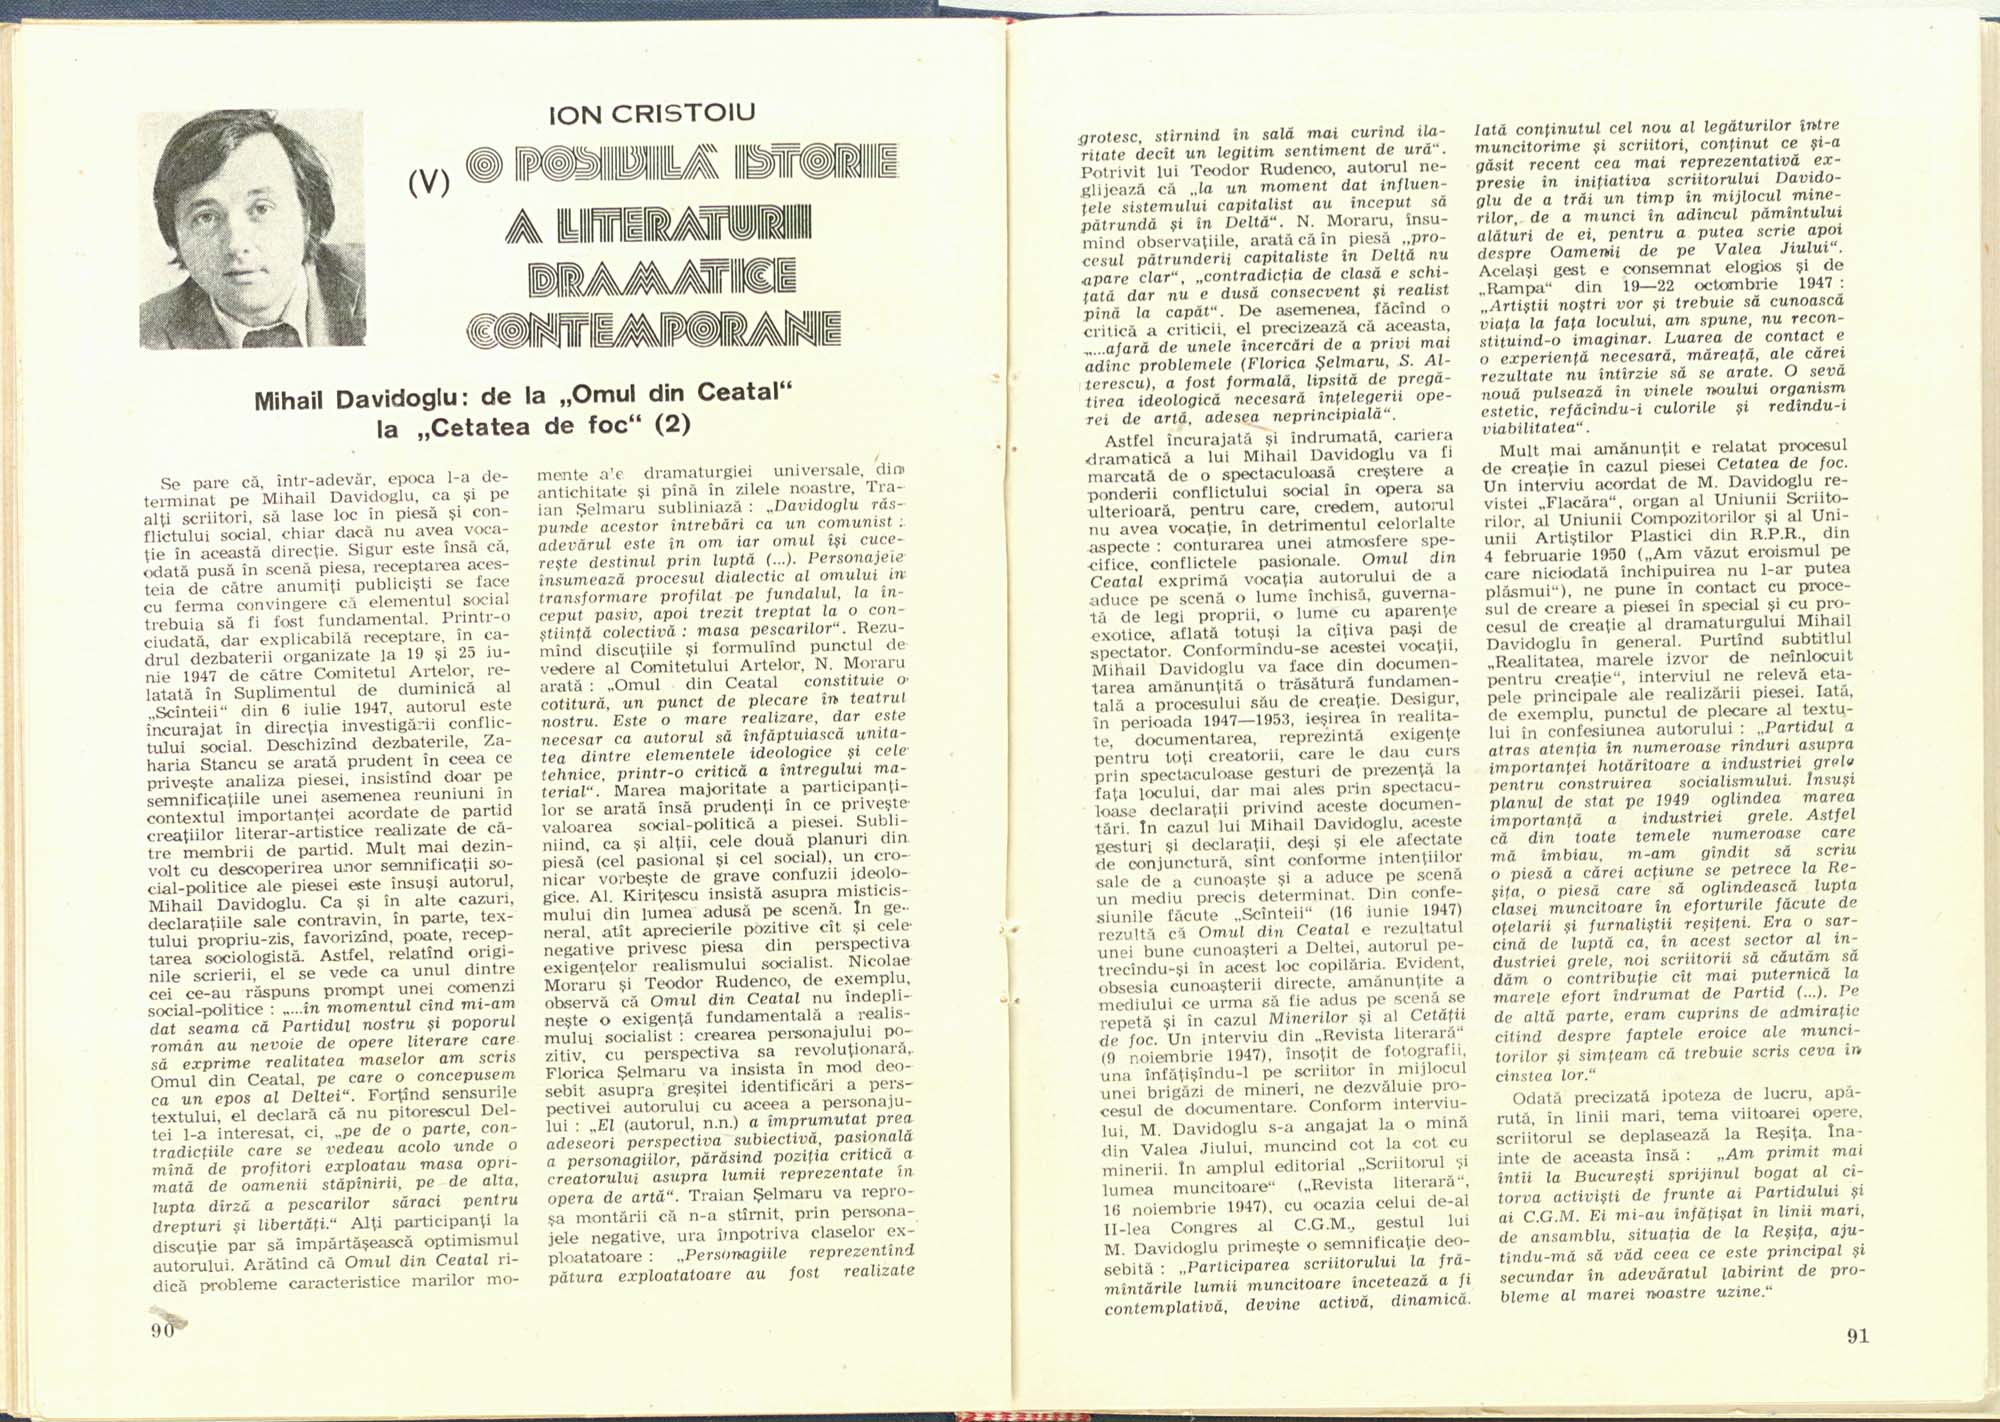 ION CRISTOIU
(V)
O POSIBILĂ ISTORIE
A LITERATURII
DRAMATICE
CONTEMPORANE
Mihail Davidoglu: de la „Omul din Ceatal“
la „Cetatea de foc“ (2)
Se pare că, într-adevăr, epoca l-a de-
terminat pe Mihail Davidoglu, ca și pe
alți scriitori, să lase loc în piesă și con-
flictului social, chiar dacă nu avea voca-
ție în această direcție. Sigur este însă că,
odată pusă în scenă piesa, receptarea aces-
teia de către anumiți publiciști se face
cu ferma convingere că elementul social
trebuia să fi fost fundamental. Printr-o
ciudată, dar explicabilă receptare, în ca-
drul dezbaterii organizate la 19 și 25 iu-
nie 1947 de către Comitetul Artelor, re-
latată în Suplimentul de duminică al
„Scînteii“ din 6 iulie 1947, autorul este
încurajat în direcția investigării conflic-
tului social. Deschizînd dezbaterile, Za-
haria Stancu se arată prudent în ceea ce
privește analiza piesei, insistînd doar pe
semnificațiile unei asemenea reuniuni în
contextul importanței acordate de partid
creațiilor literar-artistice realizate de că-
tre membrii de partid. Mult mai dezin-
volt cu descoperirea unor semnificații so-
cial-politice ale piesei este însuși autorul,
Mihail Davidoglu. Ca și în alte cazuri,
declarațiile sale contravin, în parte, tex-
tului propriu-zis, favorizînd, poate, recep-
tarea sociologistă. Astfel, relatînd origi-
nile scrierii, el se vede ca unul dintre
cei ce-au răspuns prompt unei comenzi
social-politice : „...în momentul cînd mi-am
dat seama că Partidul nostru și poporul
român au nevoie de opere literare care
să exprime realitatea maselor am scris
Omul din Ceatal, pe care o concepusem
ca un epos al Deltei“. Forțînd sensurile
textului, el declară că nu pitorescul Del-
tei l-a interesat, ci, „pe de o parte, con-
tradicțiile care se vedeau acolo unde o
mînă de profitori exploatau masa opri-
mată de oamenii stăpînirii, pe de alta,
lupta dîrză a pescarilor săraci pentru
drepturi și libertăți.“ Alți participanți la
discuție par să împărtășească optimismul
autorului. Arătînd că Omul din Ceatal ri-
dică probleme caracteristice marilor mo-
mente ale dramaturgiei universale, din
antichitate și pînă în zilele noastre, Tra-
ian Șelmaru subliniază : „Davidoglu răs-
punde acestor întrebări ca un comunist :
adevărul este în om iar omul își cuce-
rește destinul prin luptă (...). Personajele
însumează procesul dialectic al omului în
transformare profilat pe fundalul, la în-
ceput pasiv, apoi trezit treptat la o con-
știință colectivă : masa pescarilor“. Rezu-
mînd discuțiile și formulînd punctul de
vedere al Comitetului Artelor, N. Moraru
arată : „Omul din Ceatal constituie o
cotitură, un punct de plecare în teatrul
nostru. Este o mare realizare, dar este
necesar ca autorul să înfăptuiască unita-
tea dintre elementele ideologice și cele
tehnice, printr-o critică a întregului ma-
terial“. Marea majoritate a participanți-
lor se arată însă prudenți în ce privește
valoarea social-politică a piesei. Subli-
niind, ca și alții, cele două planuri din
piesă (cel pasional și cel social), un cro-
nicar vorbește de grave confuzii ideolo-
gice. Al. Kirițescu insistă asupra misticis-
mului din lumea adusă pe scenă. În ge-
neral, atît aprecierile pozitive cît și cele
negative privesc piesa din perspectiva
exigențelor realismului socialist. Nicolae
Moraru și Teodor Rudenco, de exemplu,
observă că Omul din Ceatal nu îndepli-
nește o exigență fundamentală a realis-
mului socialist : crearea personajului po-
zitiv, cu perspectiva sa revoluționară,
Florica Șelmaru va insista în mod deo-
sebit asupra greșitei identificări a pers-
pectivei autorului cu aceea a personaju-
lui : „El (autorul, n.n.) a împrumutat prea
adeseori perspectiva subiectivă, pasională
a personagiilor, părăsind poziția critică a
creatorului asupra lumii reprezentate în
opera de artă“. Traian Șelmaru va repro-
șa montării că n-a stîrnit, prin persona-
jele negative, ura împotriva claselor ex-
ploatatoare : „Personagiile reprezentînd
pătura exploatatoare au fost realizate
90
grotesc, stîrnind în sală mai curînd ila-
ritate decît un legitim sentiment de ură“.
Potrivit lui Teodor Rudenco, autorul ne-
glijează că „la un moment dat influen-
țele sistemului capitalist au început să
pătrundă și în Deltă“. N. Moraru, însu-
mînd observațiile, arată că în piesă „pro-
cesul pătrunderii capitaliste în Deltă nu
apare clar“, „contradicția de clasă e schi-
țată dar nu e dusă consecvent și realist
pînă la capăt“. De asemenea, făcînd o
critică a criticii, el precizează că aceasta,
„...afară de unele încercări de a privi mai
adînc problemele (Florica Șelmaru, S. Al-
terescu), a fost formală, lipsită de pregă-
tirea ideologică necesară înțelegerii ope-
rei de artă, adesea neprincipială“.
Astfel încurajată și îndrumată, cariera
dramatică a lui Mihail Davidoglu va fi
marcată de o spectaculoasă creștere a
ponderii conflictului social în opera sa
ulterioară, pentru care, credem, autorul
nu avea vocație, în detrimentul celorlalte
aspecte : conturarea unei atmosfere spe-
cifice, conflictele pasionale. Omul din
Ceatal exprimă vocația autorului de a
aduce pe scenă o lume închisă, guverna-
tă de legi proprii, o lume cu aparențe
exotice, aflată totuși la cîțiva pași de
spectator. Conformîndu-se acestei vocații,
Mihail Davidoglu va face din documen-
tarea amănunțită o trăsătură fundamen-
tală a procesului său de creație. Desigur,
în perioada 1947—1953, ieșirea în realita-
te, documentarea, reprezintă exigențe
pentru toți creatorii, care le dau curs
prin spectaculoase gesturi de prezență la
fața locului, dar mai ales prin spectacu-
loase declarații privind aceste documen-
tări. În cazul lui Mihail Davidoglu, aceste
gesturi și declarații, deși și ele afectate
de conjunctură, sînt conforme intențiilor
sale de a cunoaște și a aduce pe scenă
un mediu precis determinat. Din confe-
siunile făcute „Scînteii“ (16 iunie 1947)
rezultă că Omul din Ceatal e rezultatul
unei bune cunoașteri a Deltei, autorul pe-
trecîndu-și în acest loc copilăria. Evident,
obsesia cunoașterii directe, amănunțite a
mediului ce urma să fie adus pe scenă se
repetă și în cazul Minerilor și al Cetății
de foc. Un interviu din „Revista literară“
(9 noiembrie 1947), însoțit de fotografii,
una înfățișîndu-l pe scriitor în mijlocul
unei brigăzi de mineri, ne dezvăluie pro-
cesul de documentare. Conform interviu-
lui, M. Davidoglu s-a angajat la o mină
din Valea Jiului, muncind cot la cot cu
minerii. În amplul editorial „Scriitorul și
lumea muncitoare“ („Revista literară“,
16 noiembrie 1947), cu ocazia celui de-al
II-lea Congres al C.G.M., gestul lui
M. Davidoglu primește o semnificație deo-
sebită : „Participarea scriitorului la fră-
mîntările lumii muncitoare încetează a fi
contemplativă, devine activă, dinamică.
Iată conținutul cel nou al legăturilor între
muncitorime și scriitori, conținut ce și-a
găsit recent cea mai reprezentativă ex-
presie în inițiativa scriitorului Davido-
glu de a trăi un timp în mijlocul mine-
rilor, de a munci în adîncul pămîntului
alături de ei, pentru a putea scrie apoi
despre Oamenii de pe Valea Jiului“.
Același gest e consemnat elogios și de
„Rampa“ din 19—22 octombrie 1947 :
„Artiștii noștri vor și trebuie să cunoască
viața la fața locului, am spune, nu recon-
stituind-o imaginar. Luarea de contact e
o experiență necesară, măreață, ale cărei
rezultate nu întîrzie să se arate. O sevă
nouă pulsează în vinele noului organism
estetic, refăcîndu-i culorile și redîndu-i
viabilitatea“.
Mult mai amănunțit e relatat procesul
de creație în cazul piesei Cetatea de foc.
Un interviu acordat de M. Davidoglu re-
vistei „Flacăra“, organ al Uniunii Scriito-
rilor, al Uniunii Compozitorilor și al Uni-
unii Artiștilor Plastici din R.P.R., din
4 februarie 1950 („Am văzut eroismul pe
care niciodată închipuirea nu l-ar putea
plăsmui“), ne pune în contact cu proce-
sul de creare a piesei în special și cu pro-
cesul de creație al dramaturgului Mihail
Davidoglu în general. Purtînd subtitlul
„Realitatea, marele izvor de neînlocuit
pentru creație“, interviul ne relevă eta-
pele principale ale realizării piesei. Iată,
de exemplu, punctul de plecare al textu-
lui în confesiunea autorului : „Partidul a
atras atenția în numeroase rînduri asupra
importanței hotărîtoare a industriei grele
pentru construirea socialismului. Însuși
planul de stat pe 1949 oglindea marea
importanță a industriei grele. Astfel
că din toate temele numeroase care
mă îmbiau, m-am gîndit să scriu
o piesă a cărei acțiune se petrece la Re-
șița, o piesă care să oglindească lupta
clasei muncitoare în eforturile făcute de
oțelarii și furnaliștii reșițeni. Era o sar-
cină de luptă ca, în acest sector al in-
dustriei grele, noi scriitorii să căutăm să
dăm o contribuție cît mai puternică la
marele efort îndrumat de Partid (...). Pe
de altă parte, eram cuprins de admirație
citind despre faptele eroice ale munci-
torilor și simțeam că trebuie scris ceva în
cinstea lor.“
Odată precizată ipoteza de lucru, apă-
rută, în linii mari, tema viitoarei opere,
scriitorul se deplasează la Reșița. Îna-
inte de aceasta însă : „Am primit mai
întîi la București sprijinul bogat al ci-
torva activiști de frunte ai Partidului și
ai C.G.M. Ei mi-au înfățișat în linii mari,
de ansamblu, situația de la Reșița, aju-
tîndu-mă să văd ceea ce este principal și
secundar în adevăratul labirint de pro-
bleme al marei noastre uzine.“
91